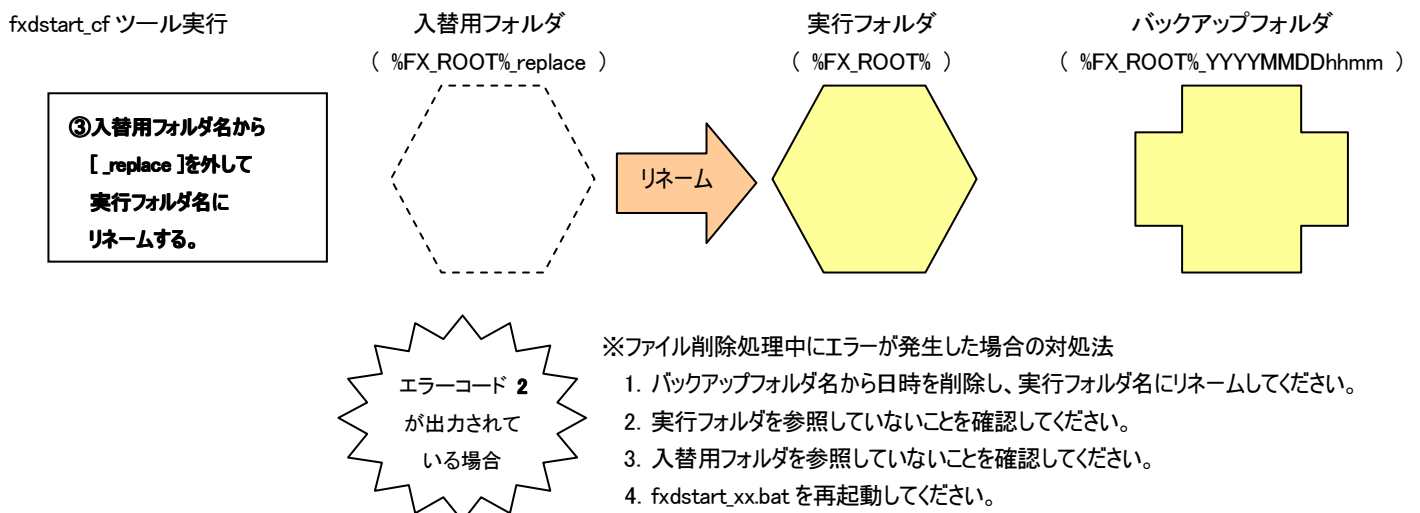 fxdstart_cf ツール実行
入替用フォルダ
( %FX_ROOT%_replace )
実行フォルダ
( %FX_ROOT% )
バックアップフォルダ
( %FX_ROOT%_YYYYMMDDhhmm )
③入替用フォルダ名から
[ _replace ]を外して
実行フォルダ名に
リネームする。
リネーム
エラーコード 2
が出力されて
いる場合
※ファイル削除処理中にエラーが発生した場合の対処法
1. バックアップフォルダ名から日時を削除し、実行フォルダ名にリネームしてください。
2. 実行フォルダを参照していないことを確認してください。
3. 入替用フォルダを参照していないことを確認してください。
4. fxdstart_xx.bat を再起動してください。